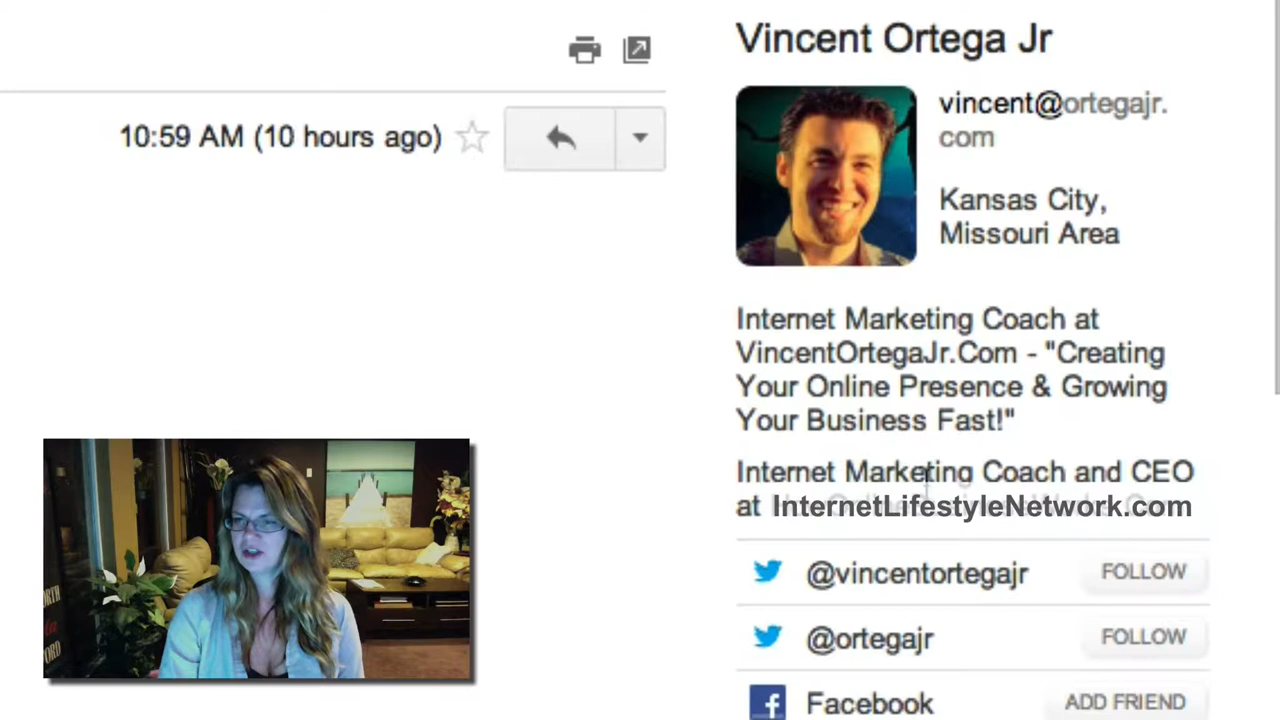 Vincent Ortega Jr
vincent@ortegajr.
com
10:59 AM (10 hours ago)
Kansas City,
Missouri Area
Internet Marketing Coach at
VincentOrtegaJr.Com - "Creating
Your Online Presence & Growing
Your Business Fast!"
Internet Marketing Coach and CEO
at InternetLifestyleNetwork.com
@vincentortegajr FOLLOW
@ortegajr FOLLOW
Facebook ADD FRIEND